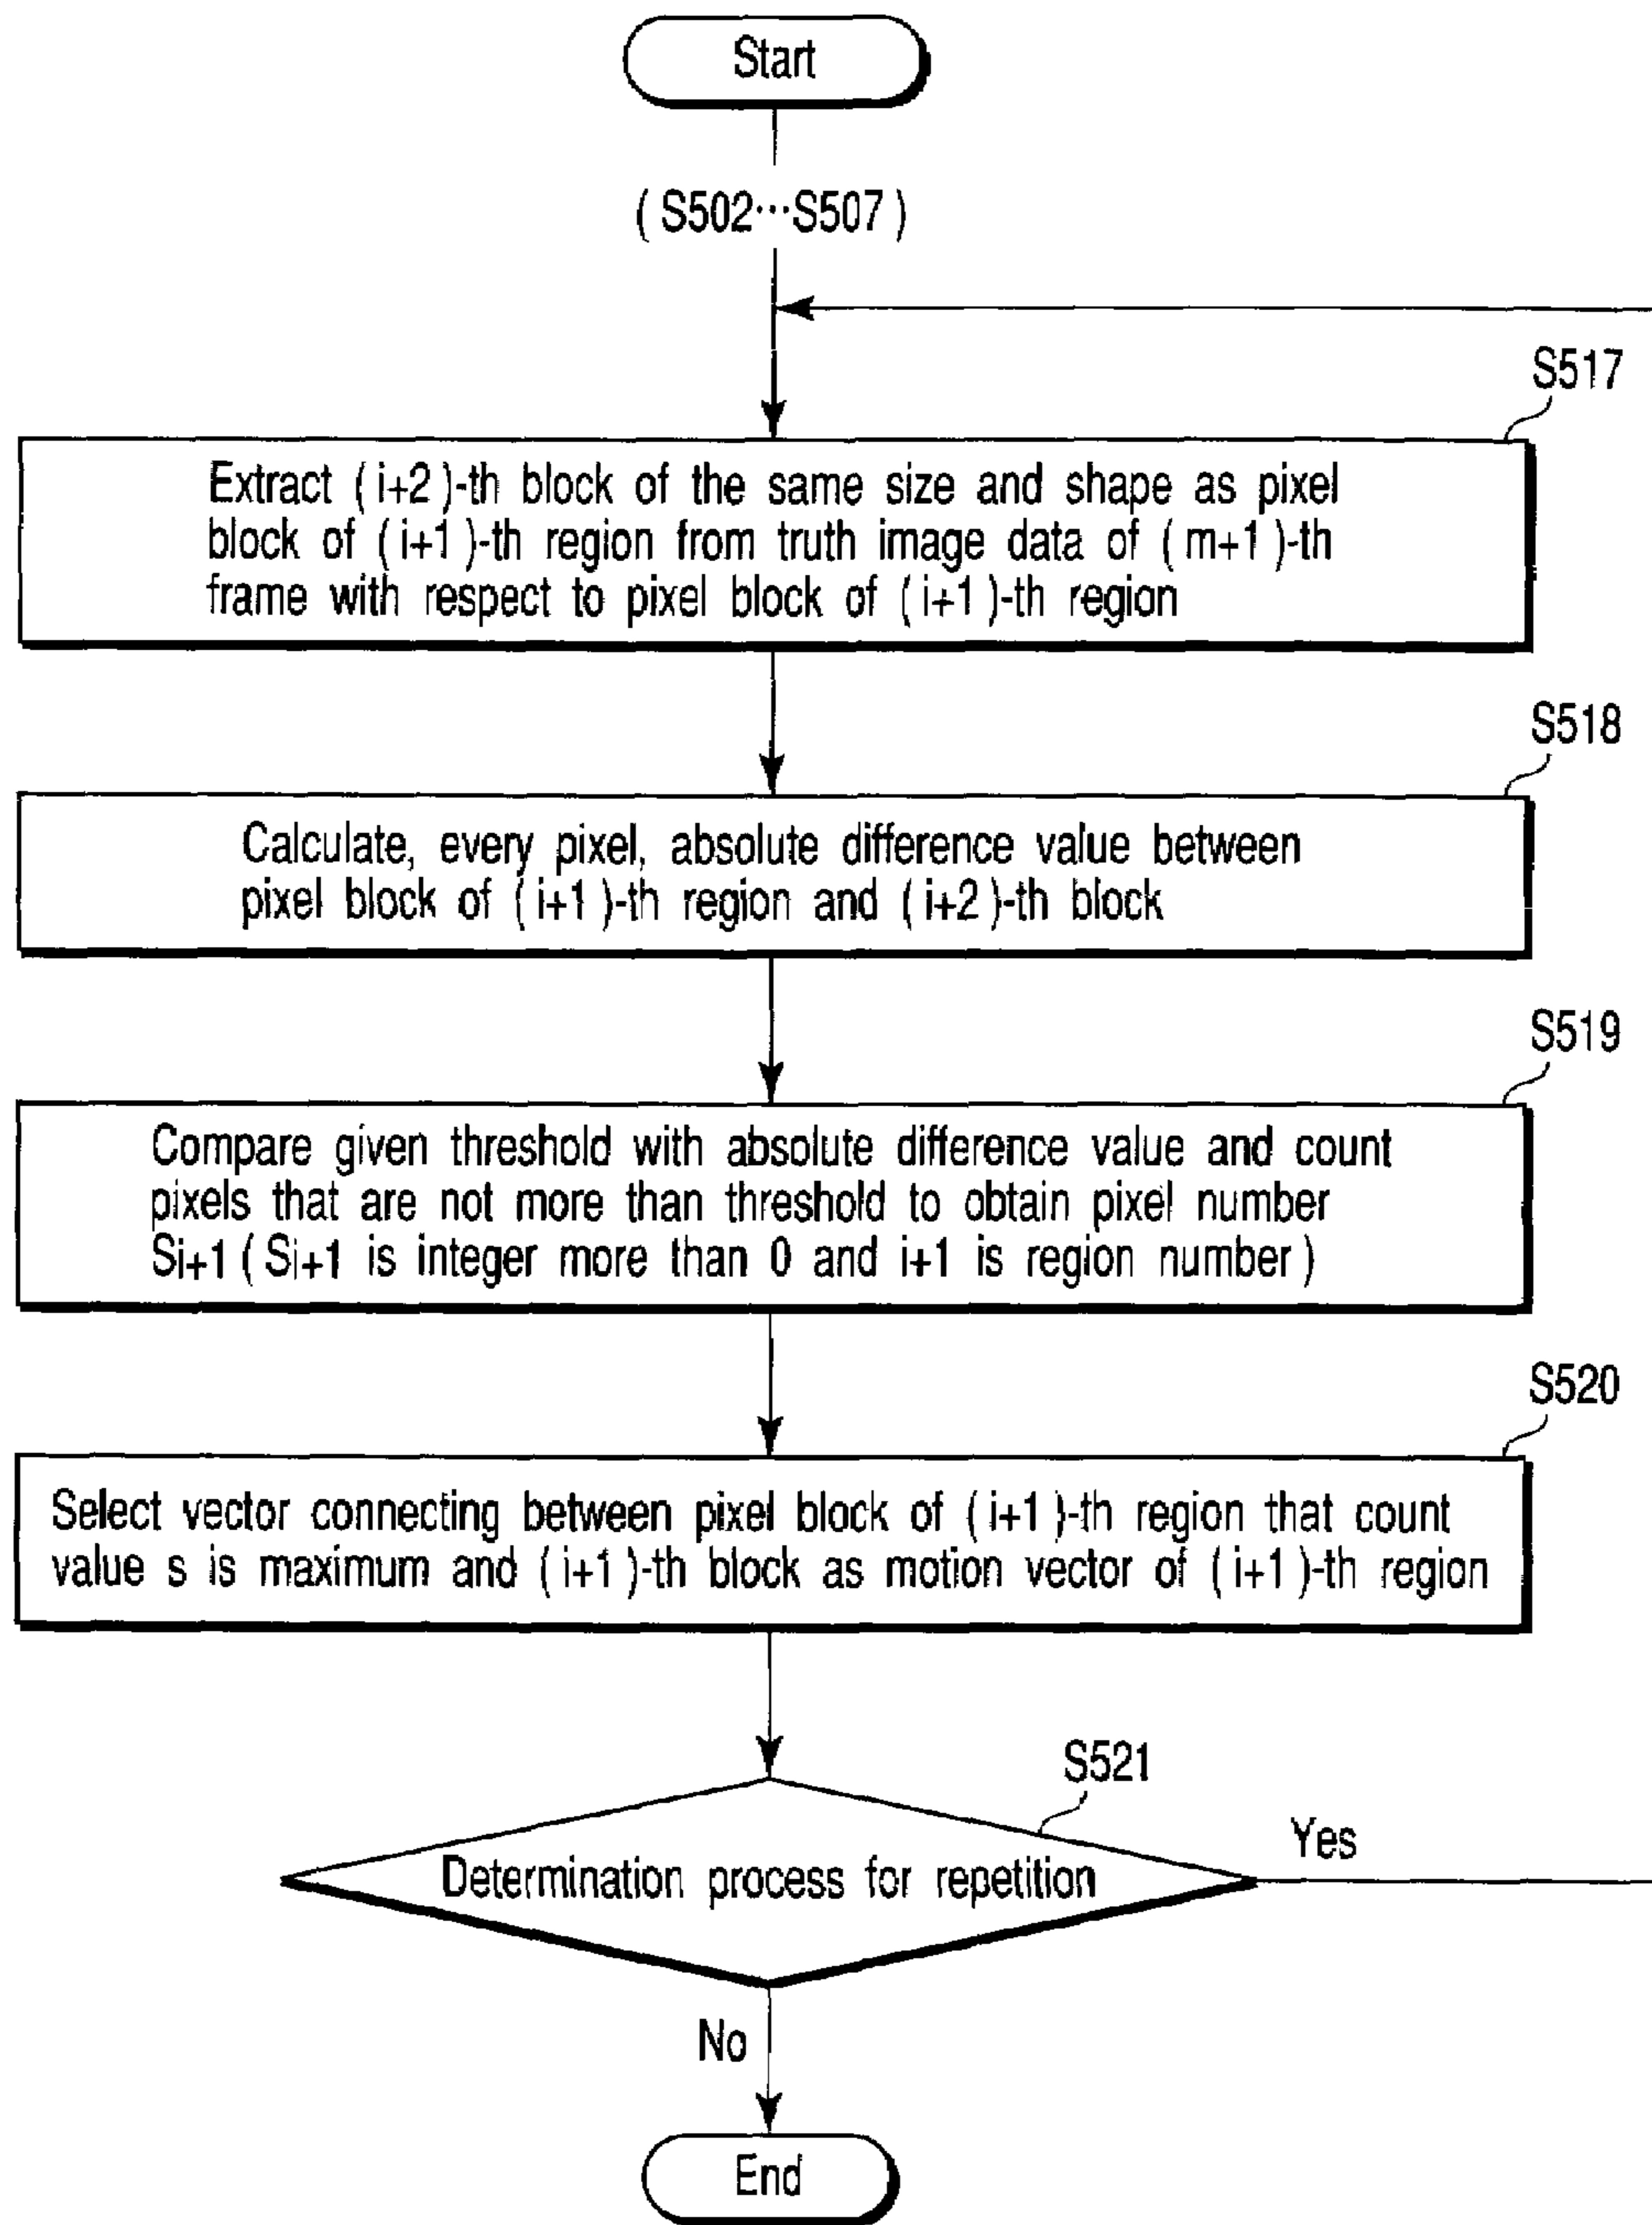 Start
( S502···S507 )
S517
Extract ( i+2 )-th block of the same size and shape as pixel
block of ( i+1 )-th region from truth image data of ( m+1 )-th
frame with respect to pixel block of ( i+1 )-th region
S518
Calculate, every pixel, absolute difference value between
pixel block of ( i+1 )-th region and ( i+2 )-th block
S519
Compare given threshold with absolute difference value and count
pixels that are not more than threshold to obtain pixel number
Si+1 ( Si+1 is integer more than 0 and i+1 is region number )
S520
Select vector connecting between pixel block of ( i+1 )-th region that count
value s is maximum and ( i+1 )-th block as motion vector of ( i+1 )-th region
S521
Determination process for repetition
Yes
No
End